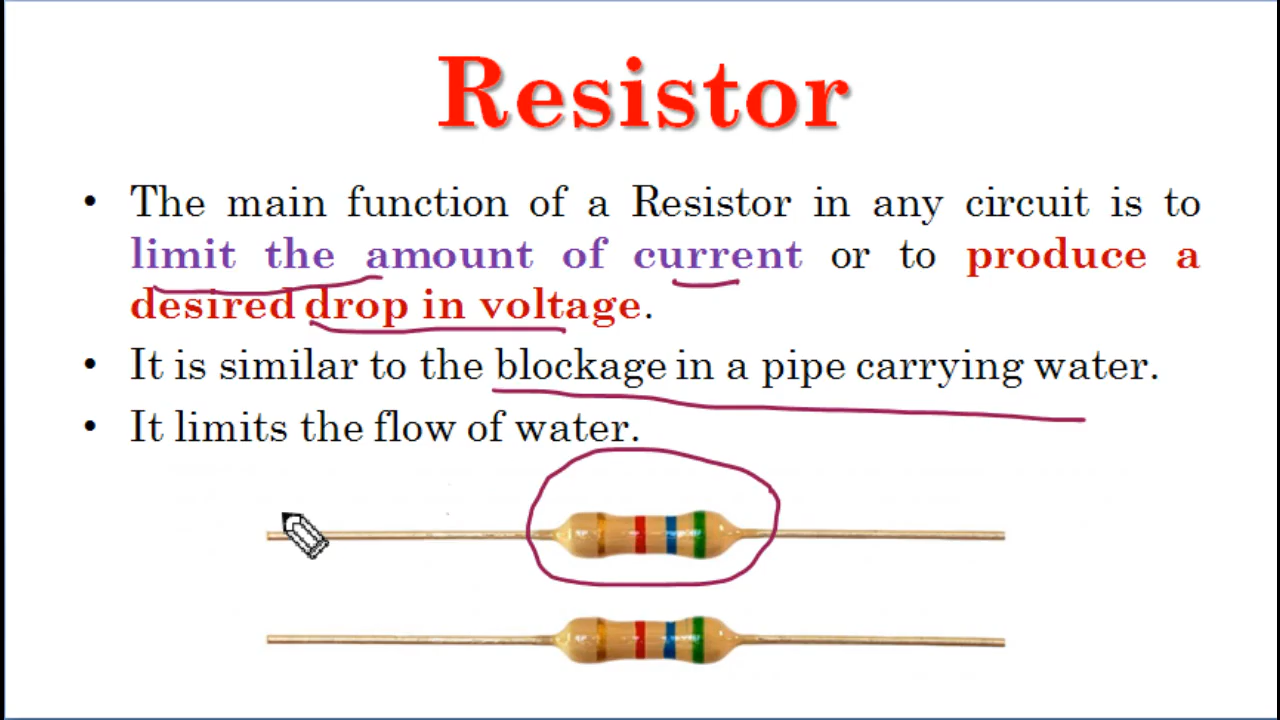 Resistor
• The main function of a Resistor in any circuit is to
limit the amount of current or to produce a
desired drop in voltage.
• It is similar to the blockage in a pipe carrying water.
• It limits the flow of water.